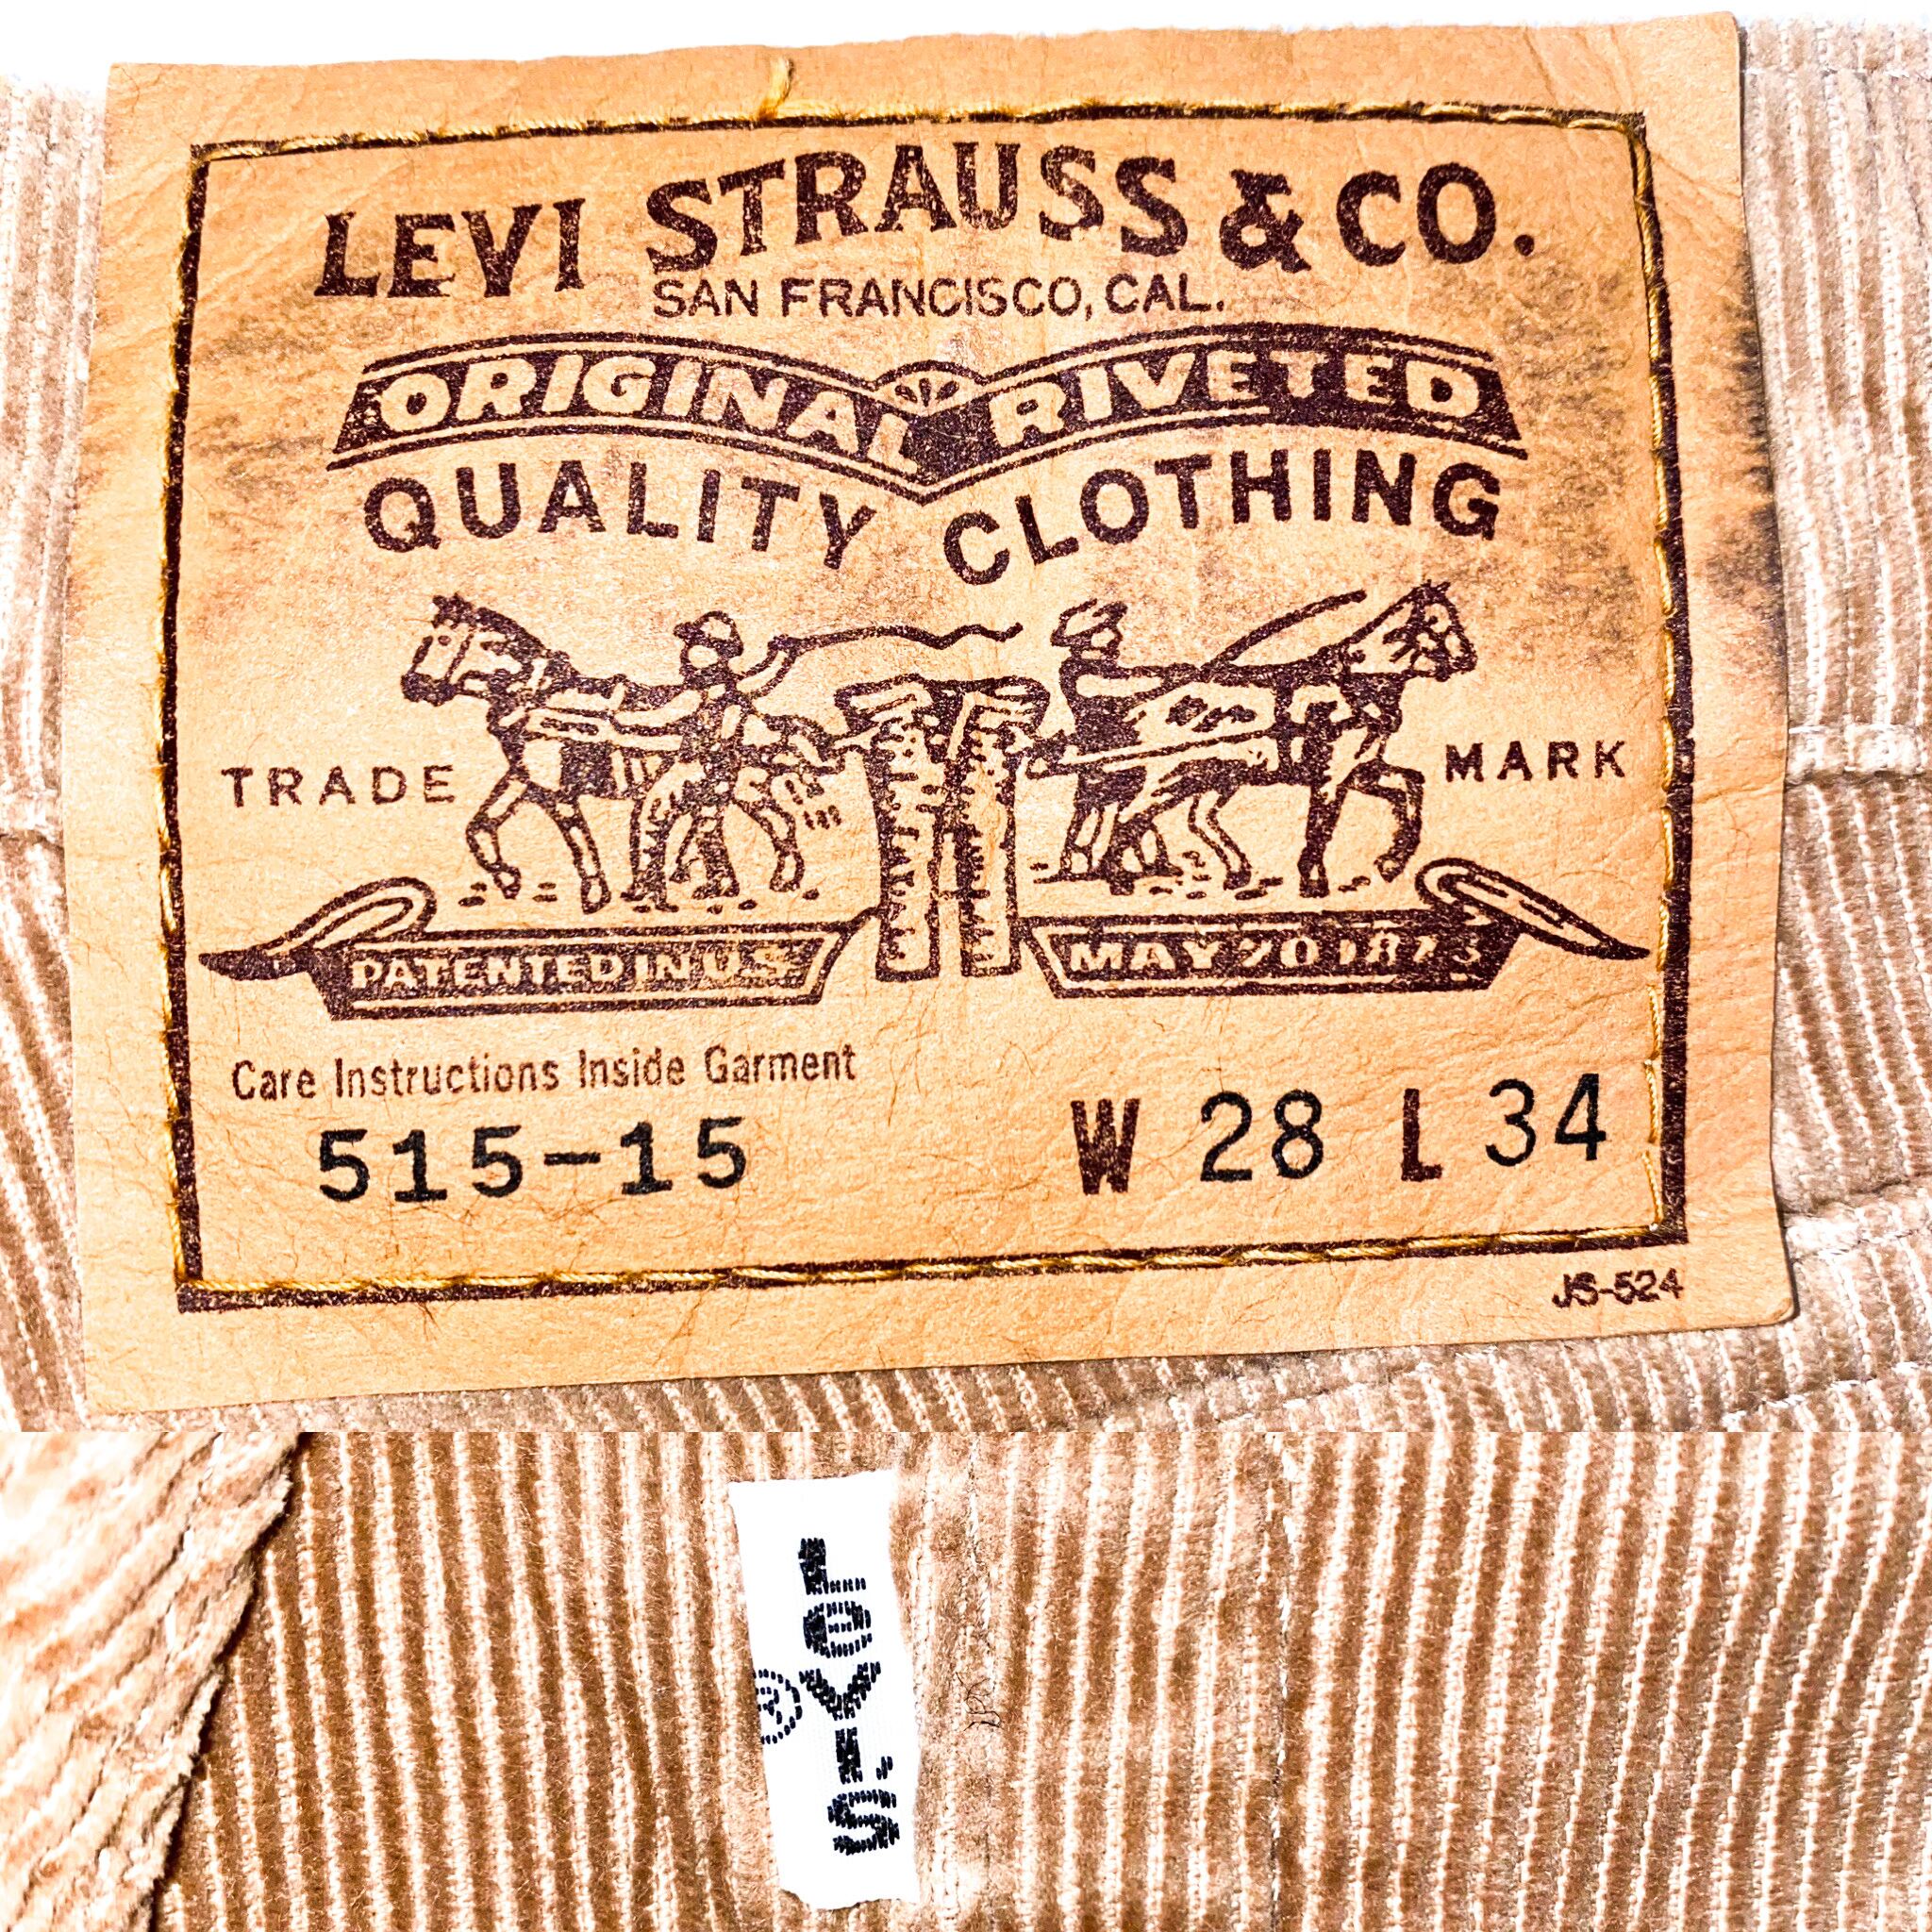 LEVI STRAUSS & CO.
SAN FRANCISCO, CAL.
ORIGINAL RIVETED
QUALITY CLOTHING
TRADE MARK
PATENTED IN U.S. MAY 20 1873
Care Instructions Inside Garment
515-15 W 28 L 34
JS-524
Levi's®